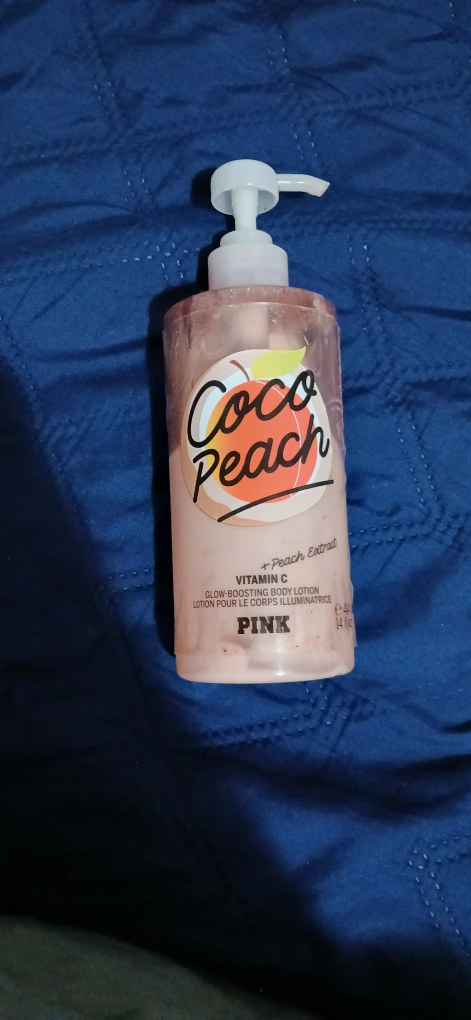 Coco
Peach
+ Peach Extract
VITAMIN C
GLOW-BOOSTING BODY LOTION
LOTION POUR LE CORPS ILLUMINATRICE
PINK